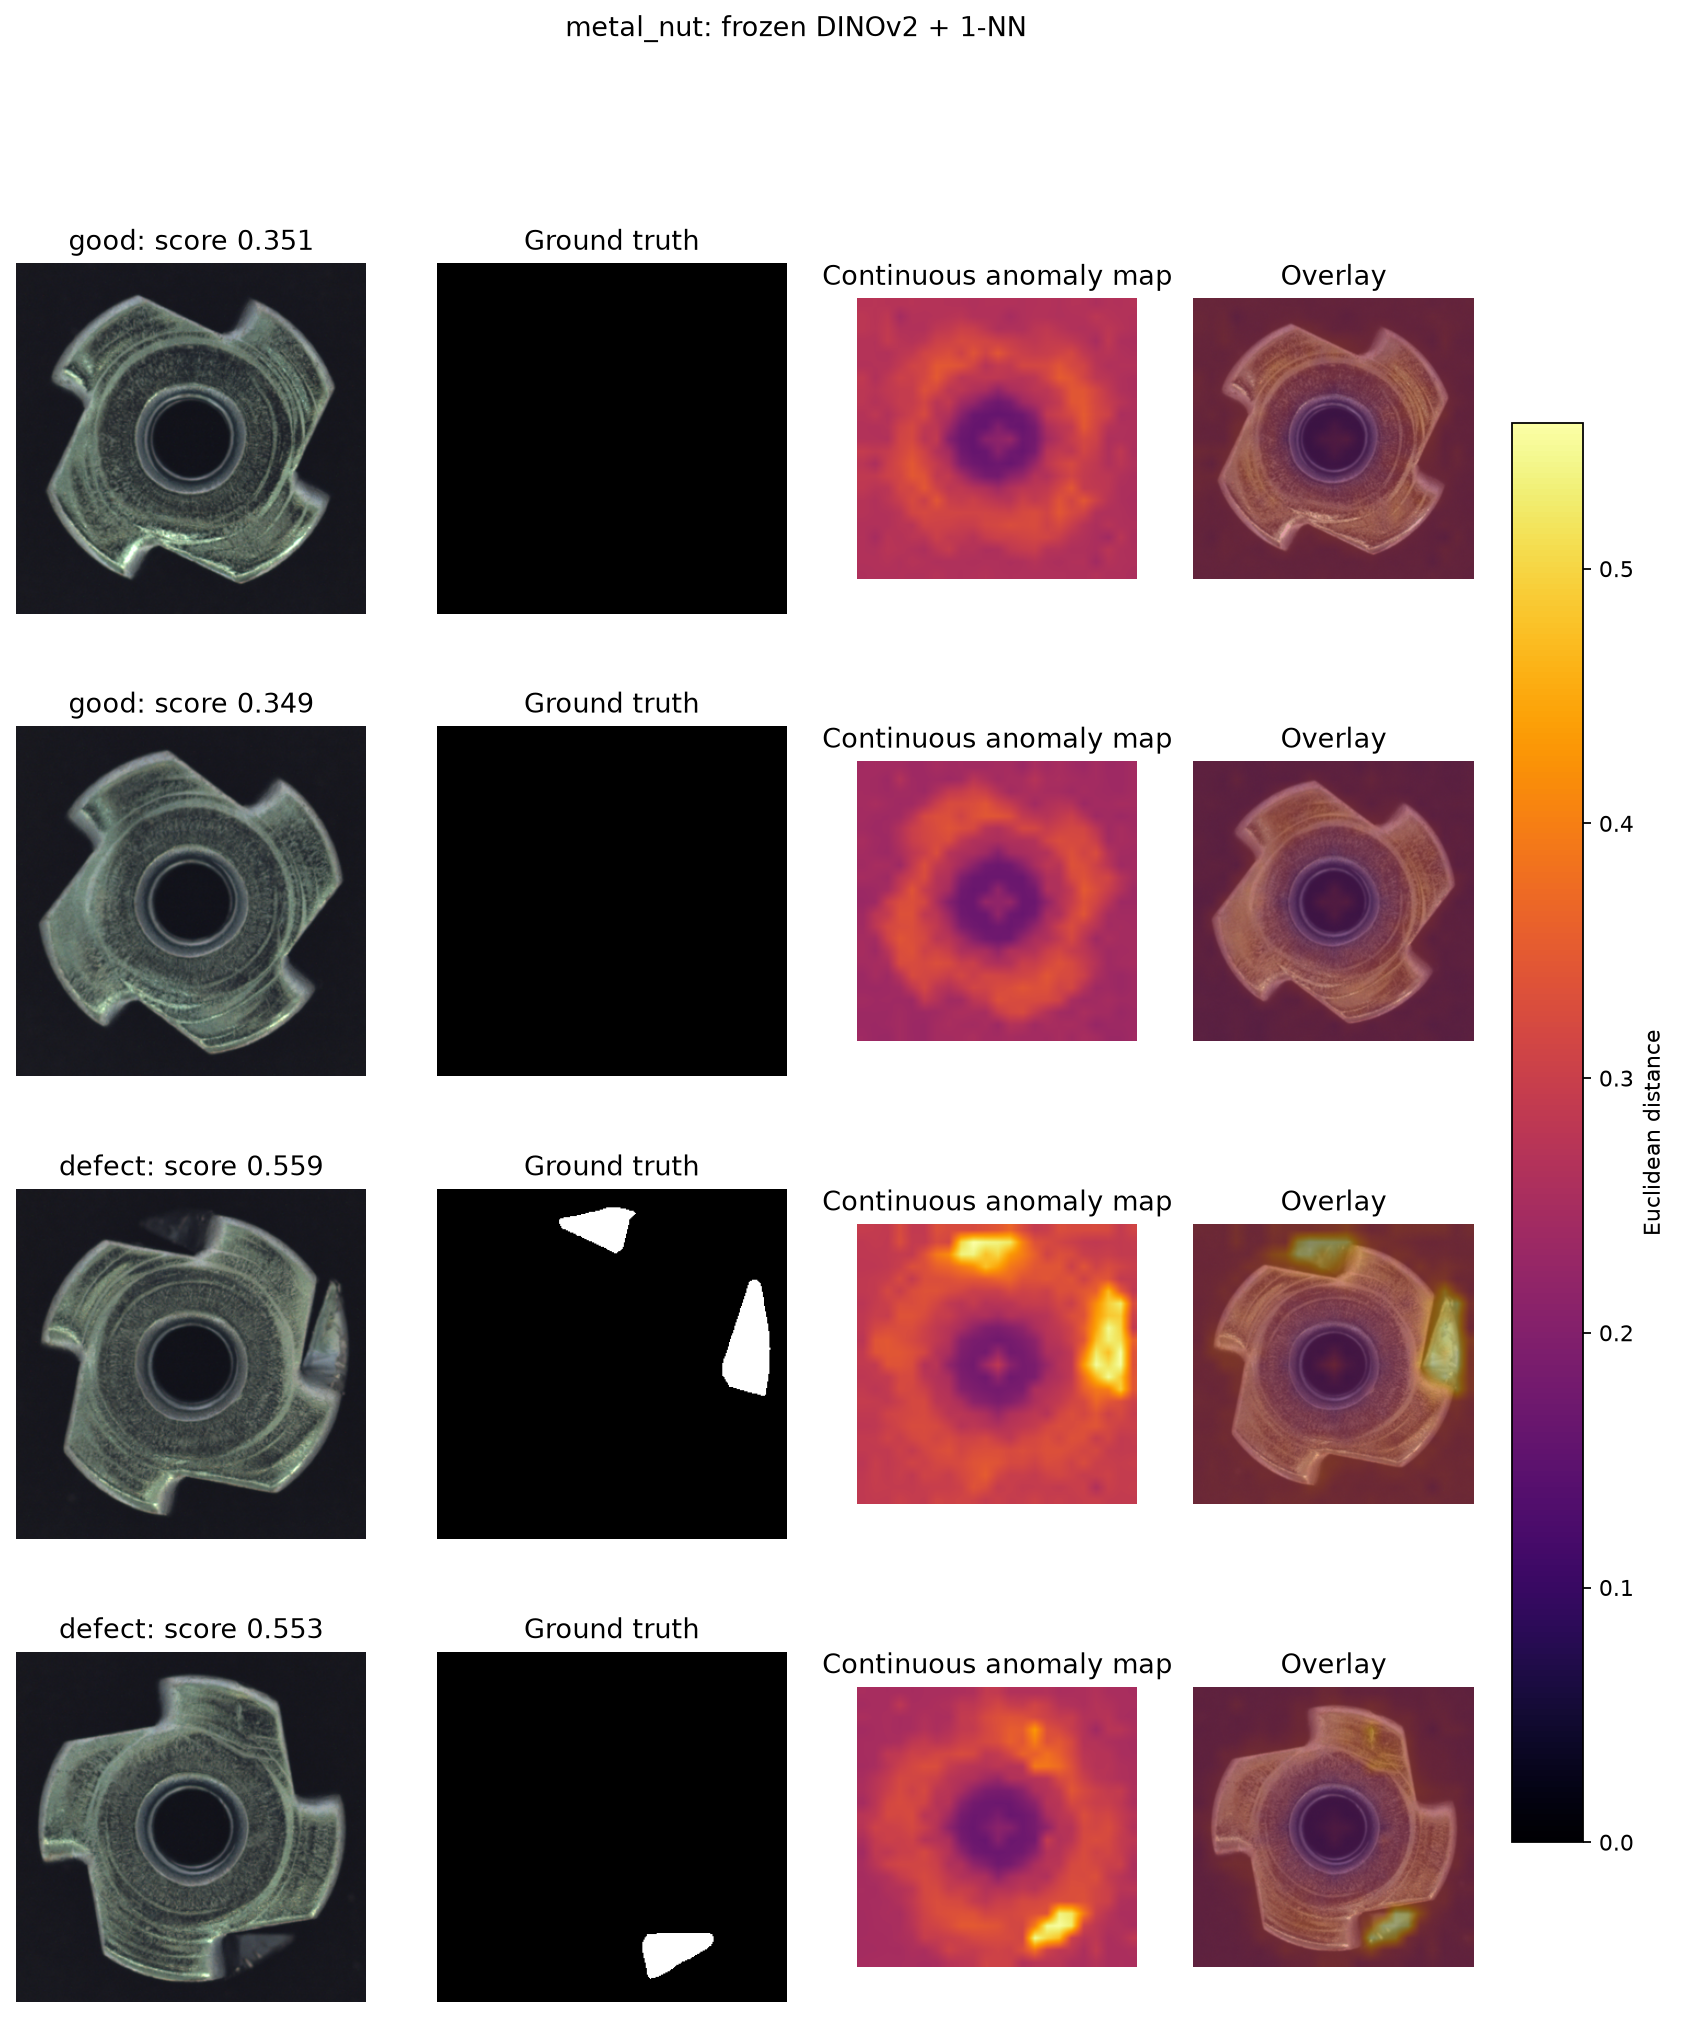 metal_nut: frozen DINOv2 + 1-NN
good: score 0.351
Ground truth
Continuous anomaly map
Overlay
good: score 0.349
Ground truth
Continuous anomaly map
Overlay
defect: score 0.559
Ground truth
Continuous anomaly map
Overlay
defect: score 0.553
Ground truth
Continuous anomaly map
Overlay
0.5
0.4
0.3
0.2
0.1
0.0
Euclidean distance